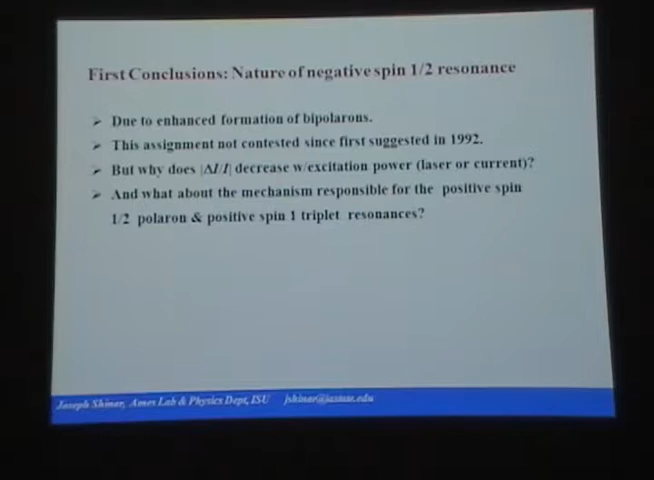 First Conclusions: Nature of negative spin 1/2 resonance
➢ Due to enhanced formation of bipolarons.
➢ This assignment not contested since first suggested in 1992.
➢ But why does |ΔI/I| decrease w/excitation power (laser or current)?
➢ And what about the mechanism responsible for the positive spin
1/2 polaron & positive spin 1 triplet resonances?
Joseph Shinar, Ames Lab & Physics Dept, ISU jshinar@iastate.edu